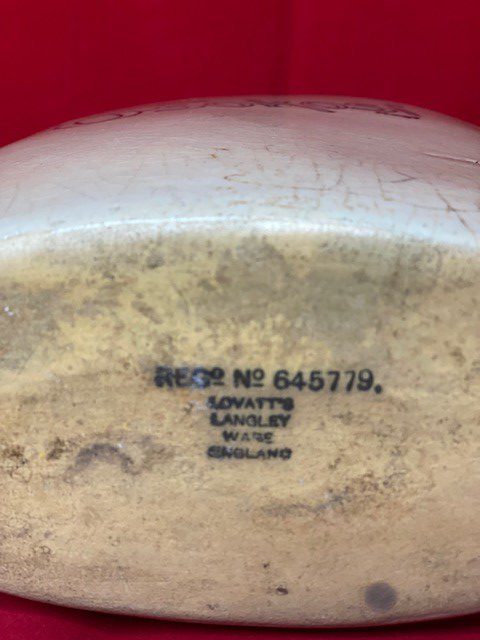 REGᴰ Nº 645779.
LOVATT'S
LANGLEY
WARE
ENGLAND